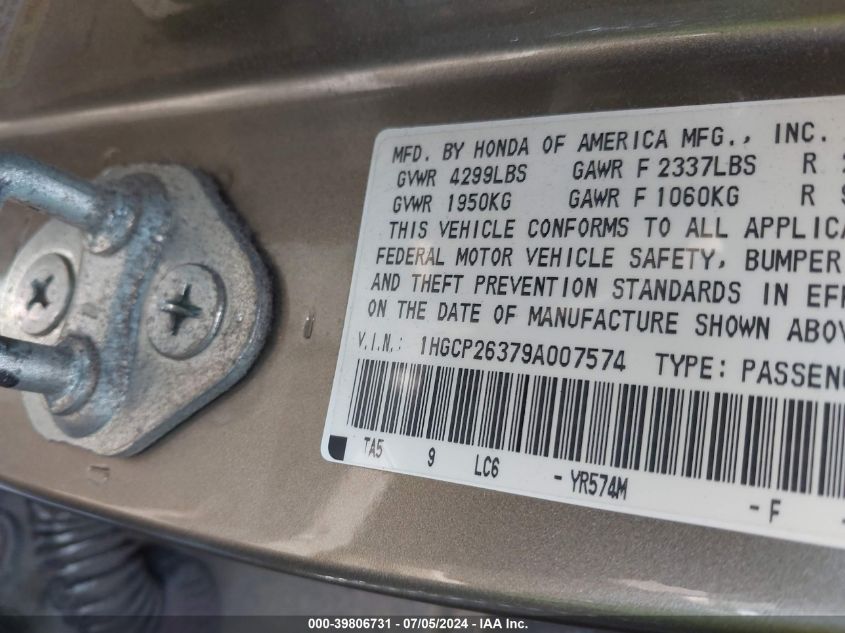 MFD. BY HONDA OF AMERICA MFG., INC.
GVWR 4299LBS GAWR F 2337LBS R
GVWR 1950KG GAWR F 1060KG R
THIS VEHICLE CONFORMS TO ALL
FEDERAL MOTOR VEHICLE SAFETY, BUMPER
AND THEFT PREVENTION STANDARDS IN
ON THE DATE OF MANUFACTURE SHOWN
V.I.N.: 1HGCP26379A007574 TYPE:
TA5 9 LC6 - YR574M - F -
000-39806731 / 07/05/2024 / IAA Inc.